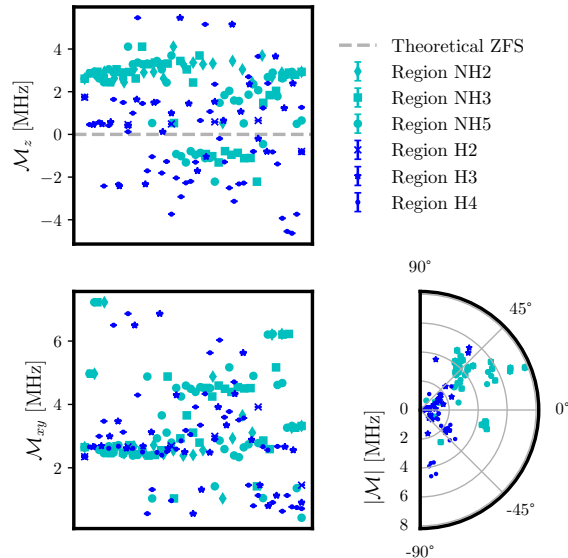 4
2
0
−2
−4
ℳz [MHz]
Theoretical ZFS
Region NH2
Region NH3
Region NH5
Region H2
Region H3
Region H4
6
4
2
ℳxy [MHz]
90°
45°
0°
-45°
-90°
0
2
4
6
8
|ℳ| [MHz]